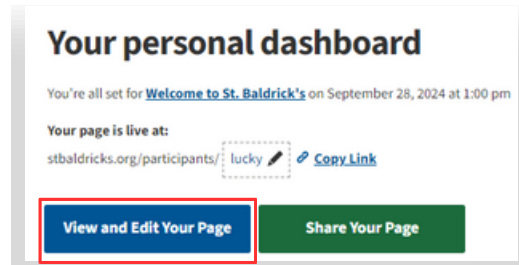 Your personal dashboard
You're all set for Welcome to St. Baldrick's on September 28, 2024 at 1:00 pm
Your page is live at:
stbaldricks.org/participants/ lucky Copy Link
View and Edit Your Page Share Your Page